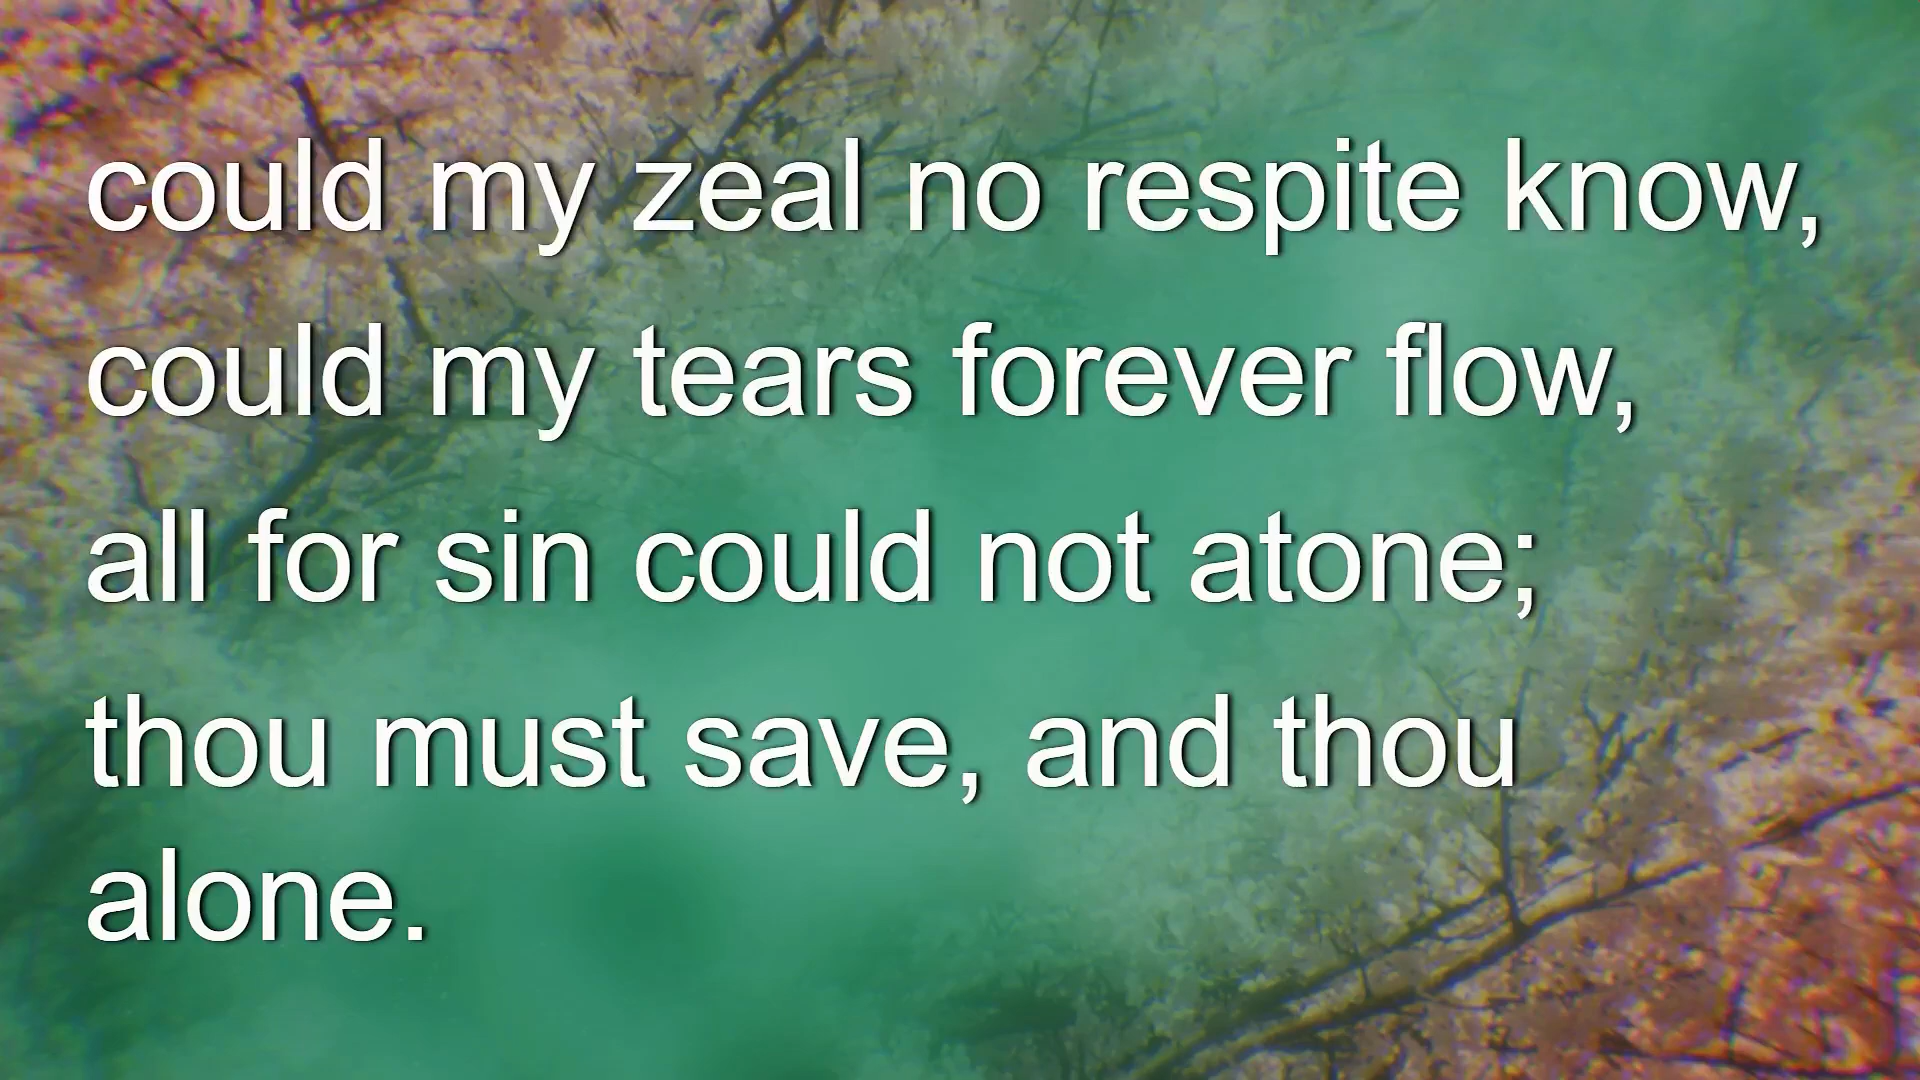 could my zeal no respite know,
could my tears forever flow,
all for sin could not atone;
thou must save, and thou
alone.